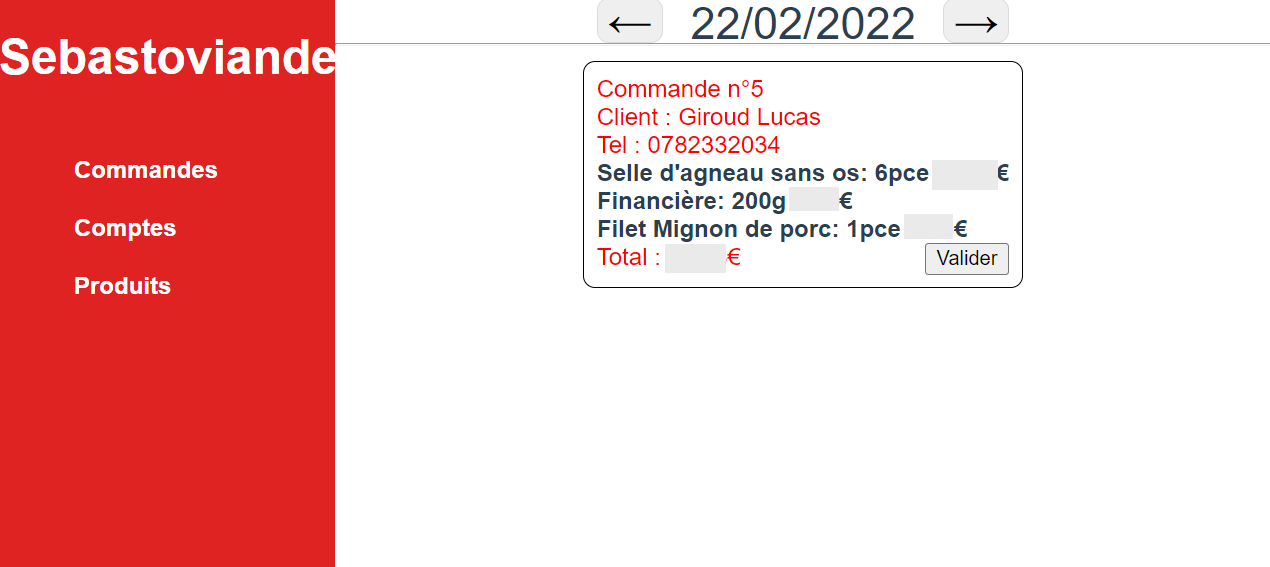 Sebastoviande
Commandes
Comptes
Produits
← 22/02/2022 →
Commande n°5
Client : Giroud Lucas
Tel : 0782332034
Selle d'agneau sans os: 6pce €
Financière: 200g €
Filet Mignon de porc: 1pce €
Total : €
Valider